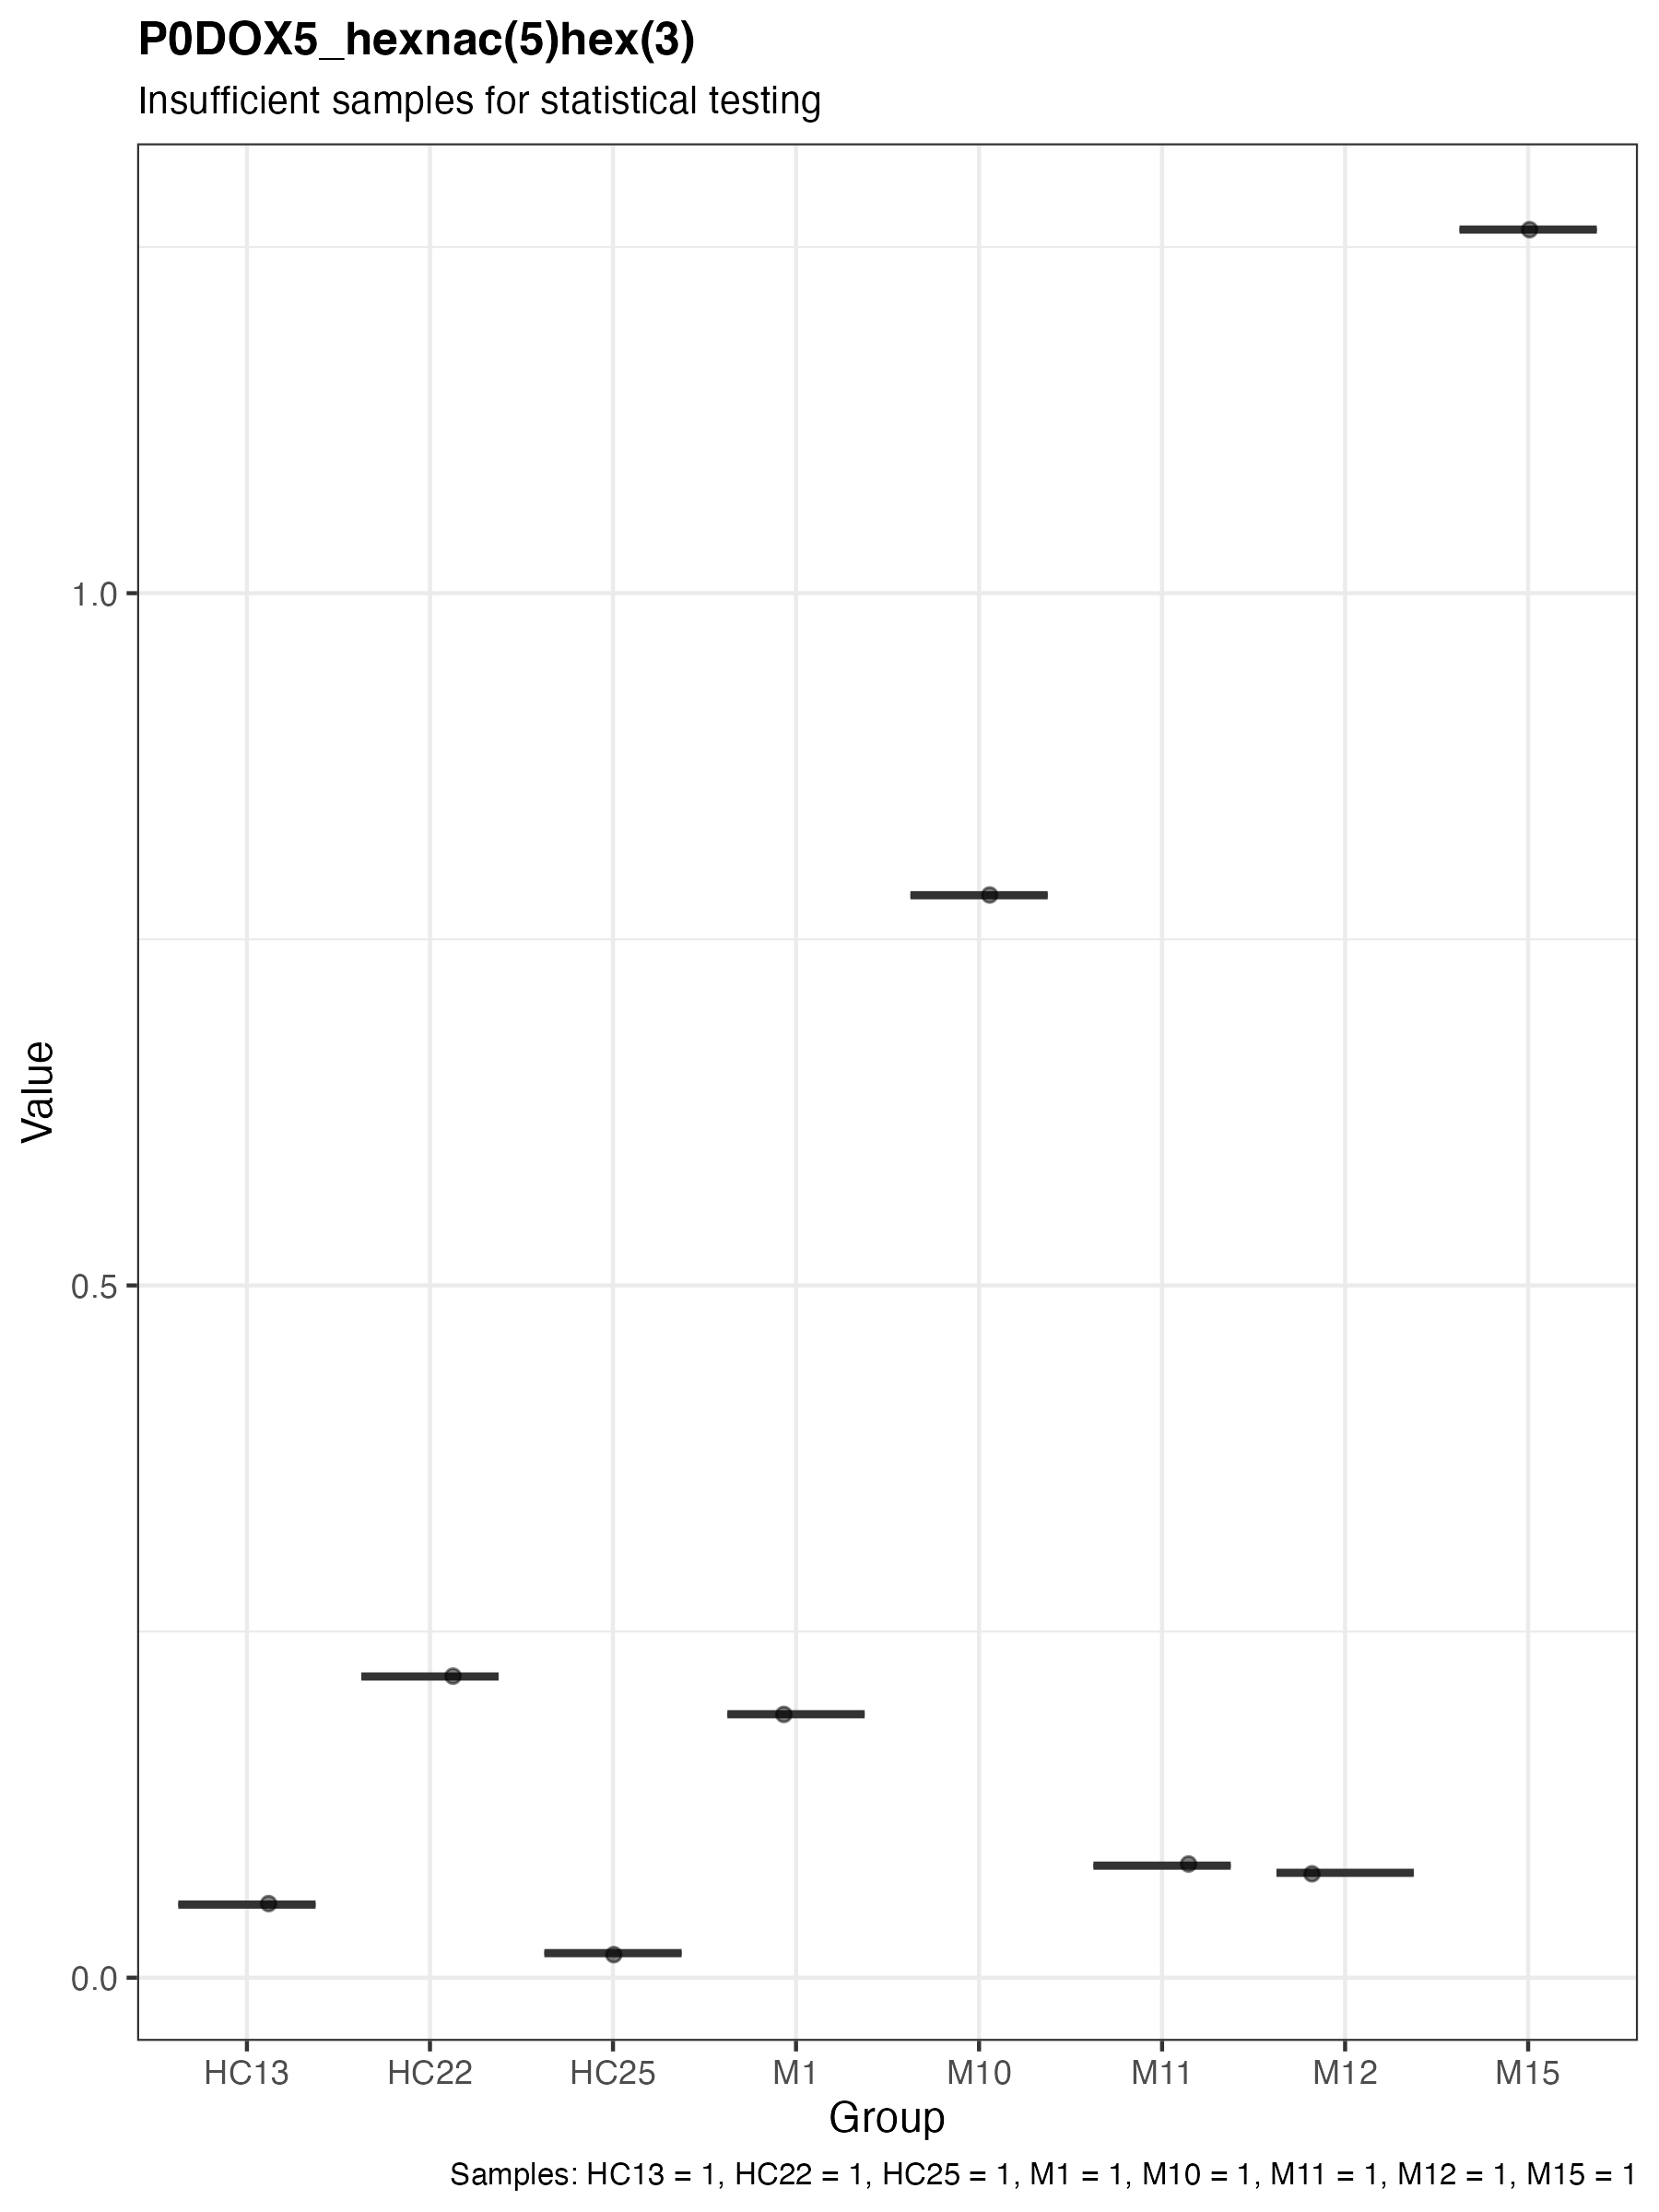 P0DOX5_hexnac(5)hex(3)
Insufficient samples for statistical testing
1.0
0.5
0.0
Value
HC13 HC22 HC25 M1 M10 M11 M12 M15
Group
Samples: HC13 = 1, HC22 = 1, HC25 = 1, M1 = 1, M10 = 1, M11 = 1, M12 = 1, M15 = 1